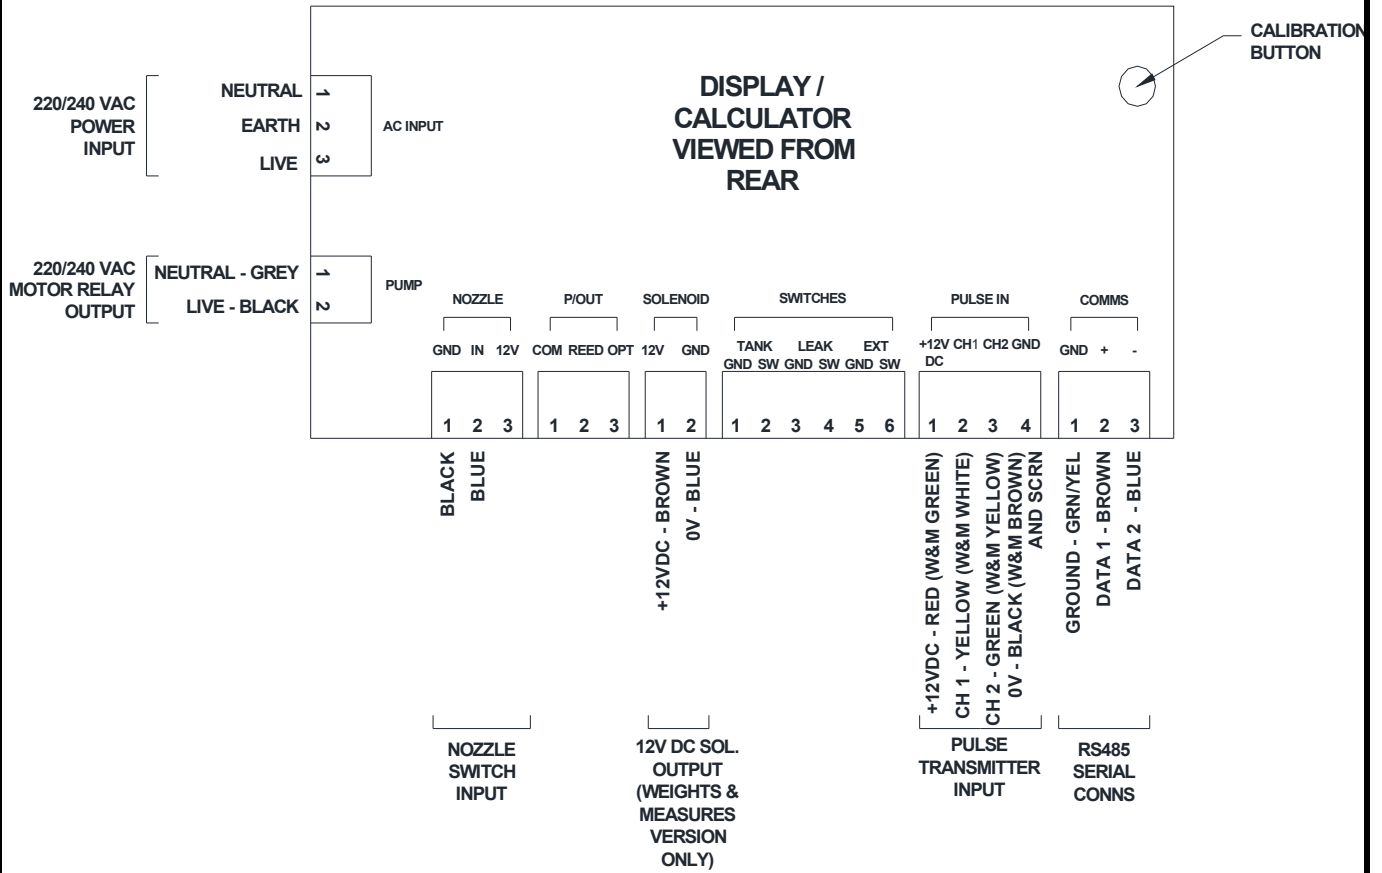 CALIBRATION
BUTTON
DISPLAY /
CALCULATOR
VIEWED FROM
REAR
220/240 VAC
POWER
INPUT
NEUTRAL
EARTH
LIVE
1
2
3
AC INPUT
220/240 VAC
MOTOR RELAY
OUTPUT
NEUTRAL - GREY
LIVE - BLACK
1
2
PUMP
NOZZLE
P/OUT
SOLENOID
SWITCHES
PULSE IN
COMMS
GND IN 12V
COM REED OPT
12V GND
TANK LEAK EXT
GND SW GND SW GND SW
+12V CH1 CH2 GND
DC
GND + -
1 2 3
1 2 3
1 2
1 2 3 4 5 6
1 2 3 4
1 2 3
BLACK
BLUE
+12VDC - BROWN
0V - BLUE
+12VDC - RED (W&M GREEN)
CH 1 - YELLOW (W&M WHITE)
CH 2 - GREEN (W&M YELLOW)
0V - BLACK (W&M BROWN)
AND SCRN
GROUND - GRN/YEL
DATA 1 - BROWN
DATA 2 - BLUE
NOZZLE
SWITCH
INPUT
12V DC SOL.
OUTPUT
(WEIGHTS &
MEASURES
VERSION
ONLY)
PULSE
TRANSMITTER
INPUT
RS485
SERIAL
CONNS